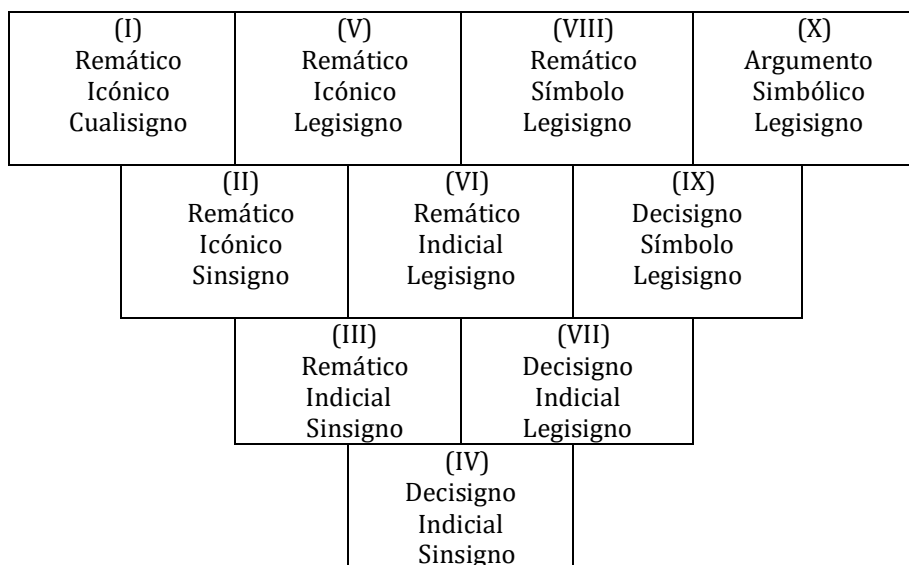 (I)
Remático
Icónico
Cualisigno
(V)
Remático
Icónico
Legisigno
(VIII)
Remático
Símbolo
Legisigno
(X)
Argumento
Simbólico
Legisigno
(II)
Remático
Icónico
Sinsigno
(VI)
Remático
Indicial
Legisigno
(IX)
Decisigno
Símbolo
Legisigno
(III)
Remático
Indicial
Sinsigno
(VII)
Decisigno
Indicial
Legisigno
(IV)
Decisigno
Indicial
Sinsigno